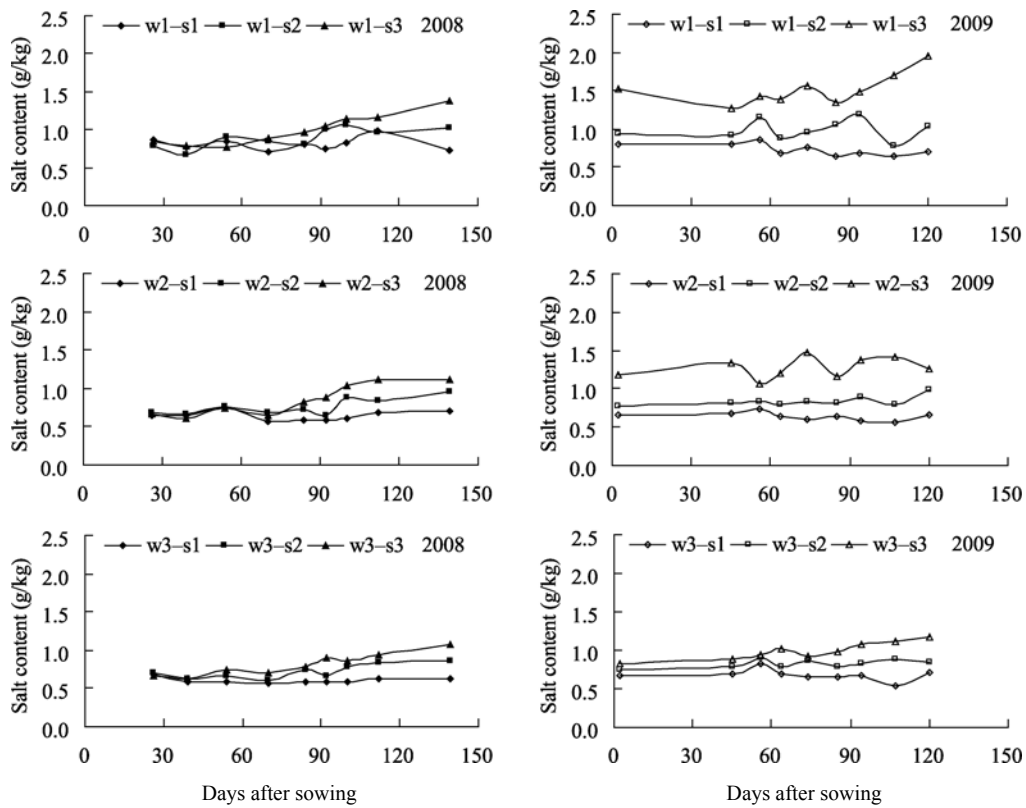 w1–s1 w1–s2 w1–s3 2008
Salt content (g/kg)
2.5
2.0
1.5
1.0
0.5
0.0
0 30 60 90 120 150
w1–s1 w1–s2 w1–s3 2009
Salt content (g/kg)
2.5
2.0
1.5
1.0
0.5
0.0
0 30 60 90 120 150
w2–s1 w2–s2 w2–s3 2008
Salt content (g/kg)
2.5
2.0
1.5
1.0
0.5
0.0
0 30 60 90 120 150
w2–s1 w2–s2 w2–s3 2009
Salt content (g/kg)
2.5
2.0
1.5
1.0
0.5
0.0
0 30 60 90 120 150
w3–s1 w3–s2 w3–s3 2008
Salt content (g/kg)
2.5
2.0
1.5
1.0
0.5
0.0
0 30 60 90 120 150
Days after sowing
w3–s1 w3–s2 w3–s3 2009
Salt content (g/kg)
2.5
2.0
1.5
1.0
0.5
0.0
0 30 60 90 120 150
Days after sowing